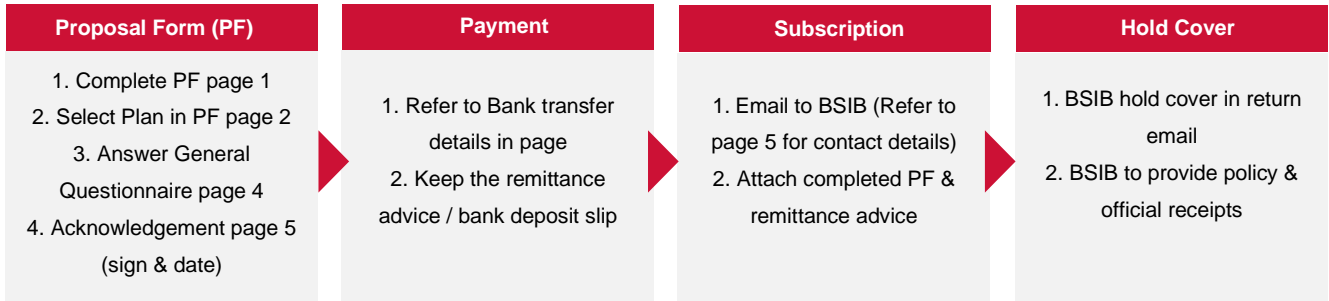 Proposal Form (PF)
1. Complete PF page 1
2. Select Plan in PF page 2
3. Answer General
Questionnaire page 4
4. Acknowledgement page 5
(sign & date)
Payment
1. Refer to Bank transfer
details in page
2. Keep the remittance
advice / bank deposit slip
Subscription
1. Email to BSIB (Refer to
page 5 for contact details)
2. Attach completed PF &
remittance advice
Hold Cover
1. BSIB hold cover in return
email
2. BSIB to provide policy &
official receipts